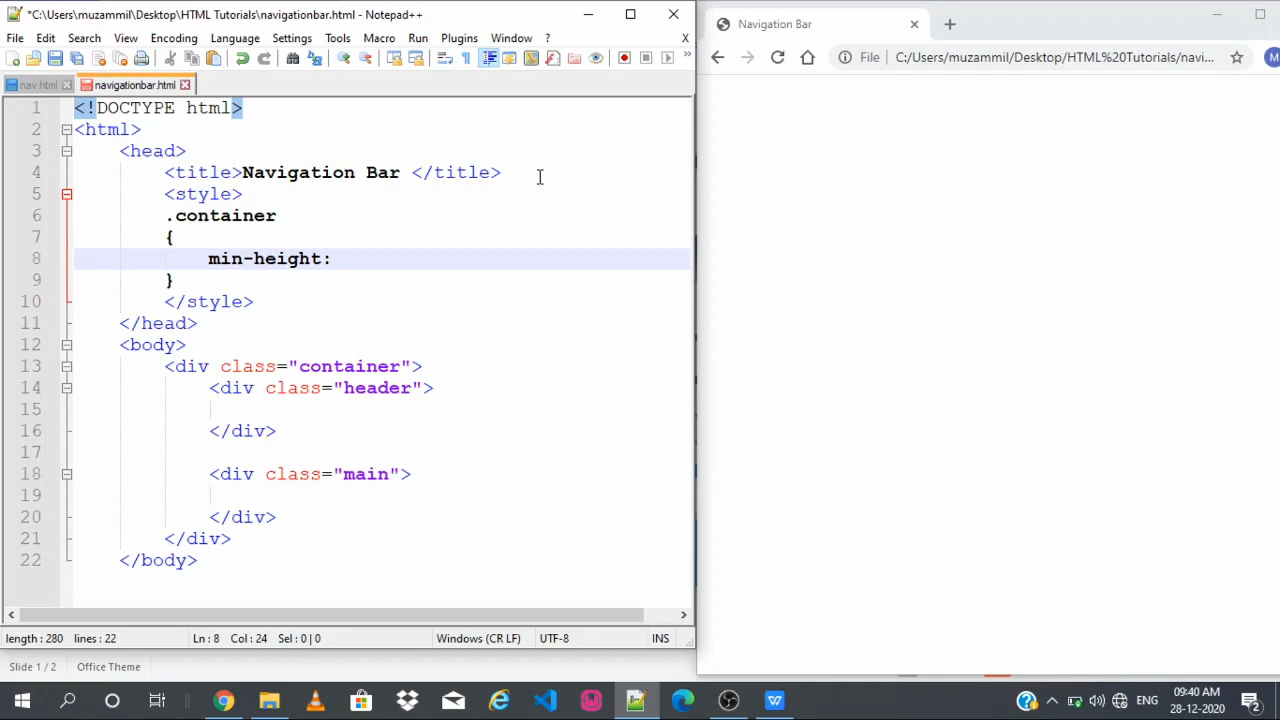 *C:\Users\muzammil\Desktop\HTML Tutorials\navigationbar.html - Notepad++
File Edit Search View Encoding Language Settings Tools Macro Run Plugins Window ? X
nav.html navigationbar.html
1 <!DOCTYPE html>
2 <html>
3 <head>
4 <title>Navigation Bar </title>
5 <style>
6 .container
7 {
8 min-height:
9 }
10 </style>
11 </head>
12 <body>
13 <div class="container">
14 <div class="header">
15
16 </div>
17
18 <div class="main">
19
20 </div>
21 </div>
22 </body>
length : 280 lines : 22 Ln : 8 Col : 24 Sel : 0 | 0 Windows (CR LF) UTF-8 INS
Slide 1 / 2 Office Theme
Navigation Bar
File C:/Users/muzammil/Desktop/HTML%20Tutorials/navi...
M
ENG
09:40 AM
28-12-2020
2